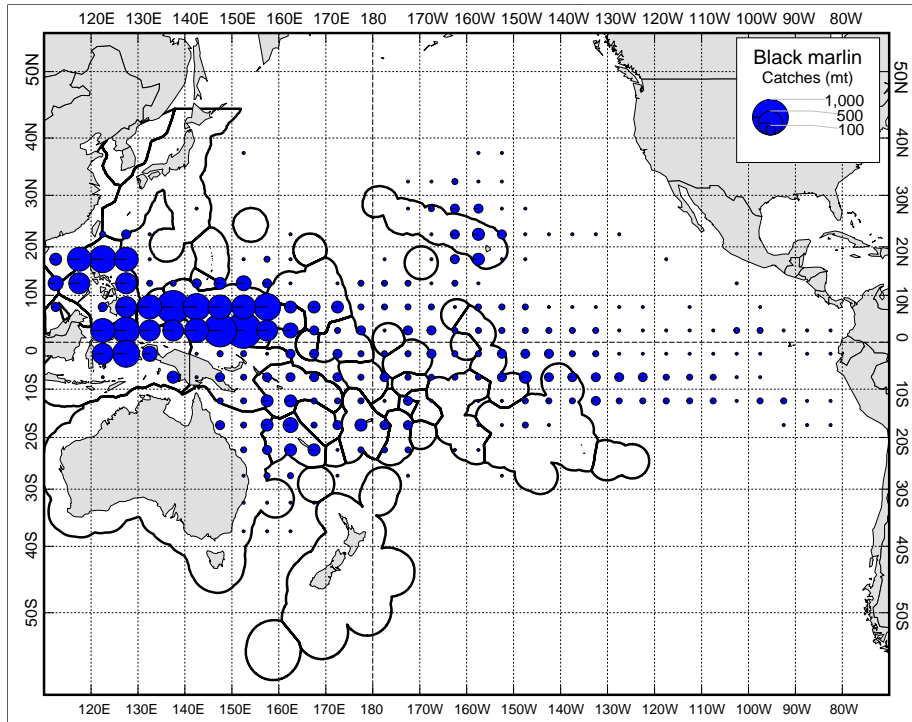 120E 130E 140E 150E 160E 170E 180 170W 160W 150W 140W 130W 120W 110W 100W 90W 80W
50N 50N
Black marlin
Catches (mt)
1,000
500
100
40N 40N
30N 30N
20N 20N
10N 10N
0 0
10S 10S
20S 20S
30S 30S
40S 40S
50S 50S
120E 130E 140E 150E 160E 170E 180 170W 160W 150W 140W 130W 120W 110W 100W 90W 80W